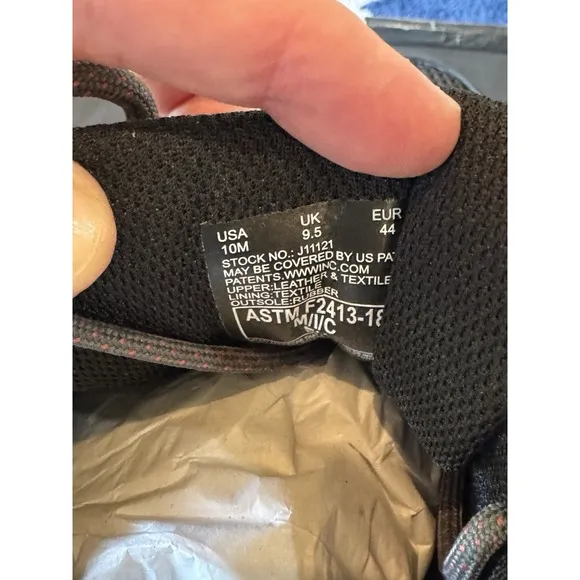 USA UK EUR
10M 9.5 44
STOCK NO.: J11121
MAY BE COVERED BY US PAT
PATENTS.WWWINC.COM
UPPER:LEATHER & TEXTILE
LINING:TEXTILE
OUTSOLE:RUBBER
ASTM F2413-18
M/I/C